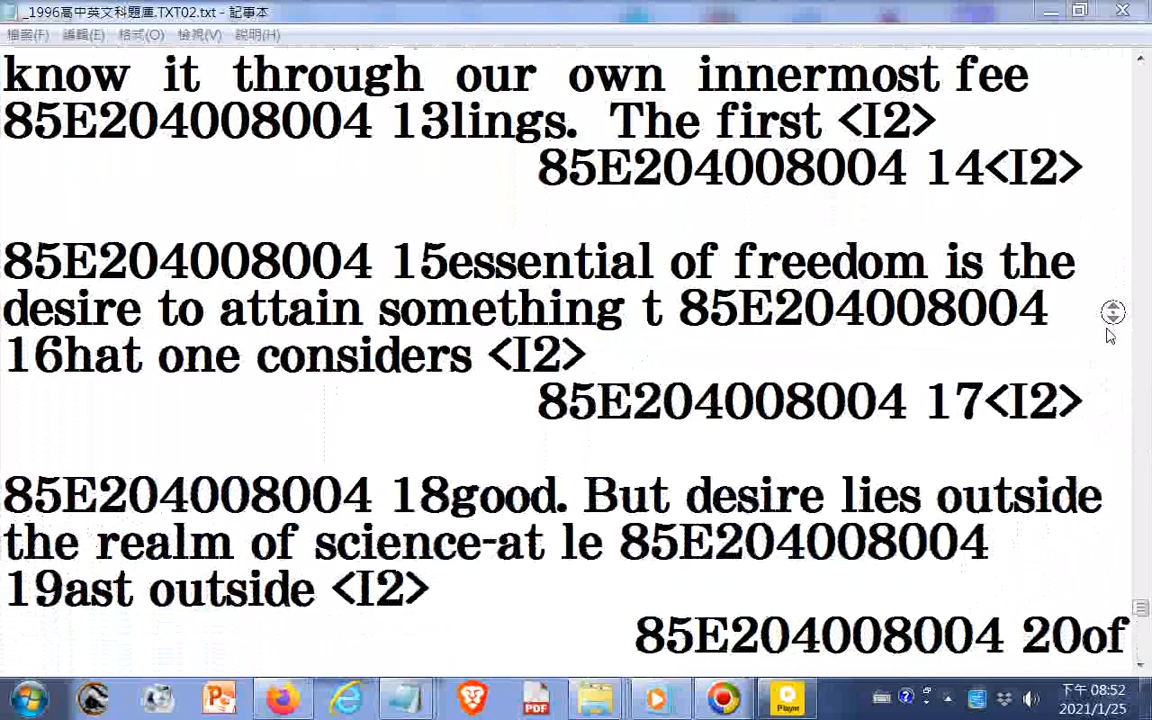 _1996高中英文科題庫.TXT02.txt - 記事本
檔案(F) 編輯(E) 格式(O) 檢視(V) 說明(H)
know it through our own innermost fee
85E204008004 13lings. The first <I2>
85E204008004 14<I2>
85E204008004 15essential of freedom is the
desire to attain something t 85E204008004
16hat one considers <I2>
85E204008004 17<I2>
85E204008004 18good. But desire lies outside
the realm of science-at le 85E204008004
19ast outside <I2>
85E204008004 20of
PDF
Player
下午 08:52
2021/1/25